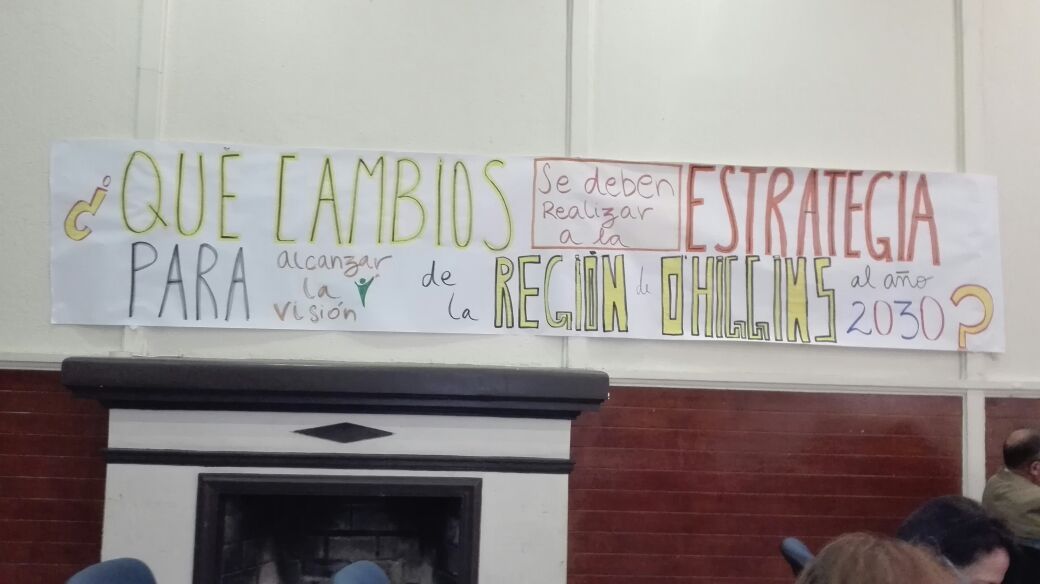 ¿QUÉ CAMBIOS Se deben Realizar a la ESTRATEGIA
PARA alcanzar la visión de la REGIÓN de O'HIGGINS al año 2030?